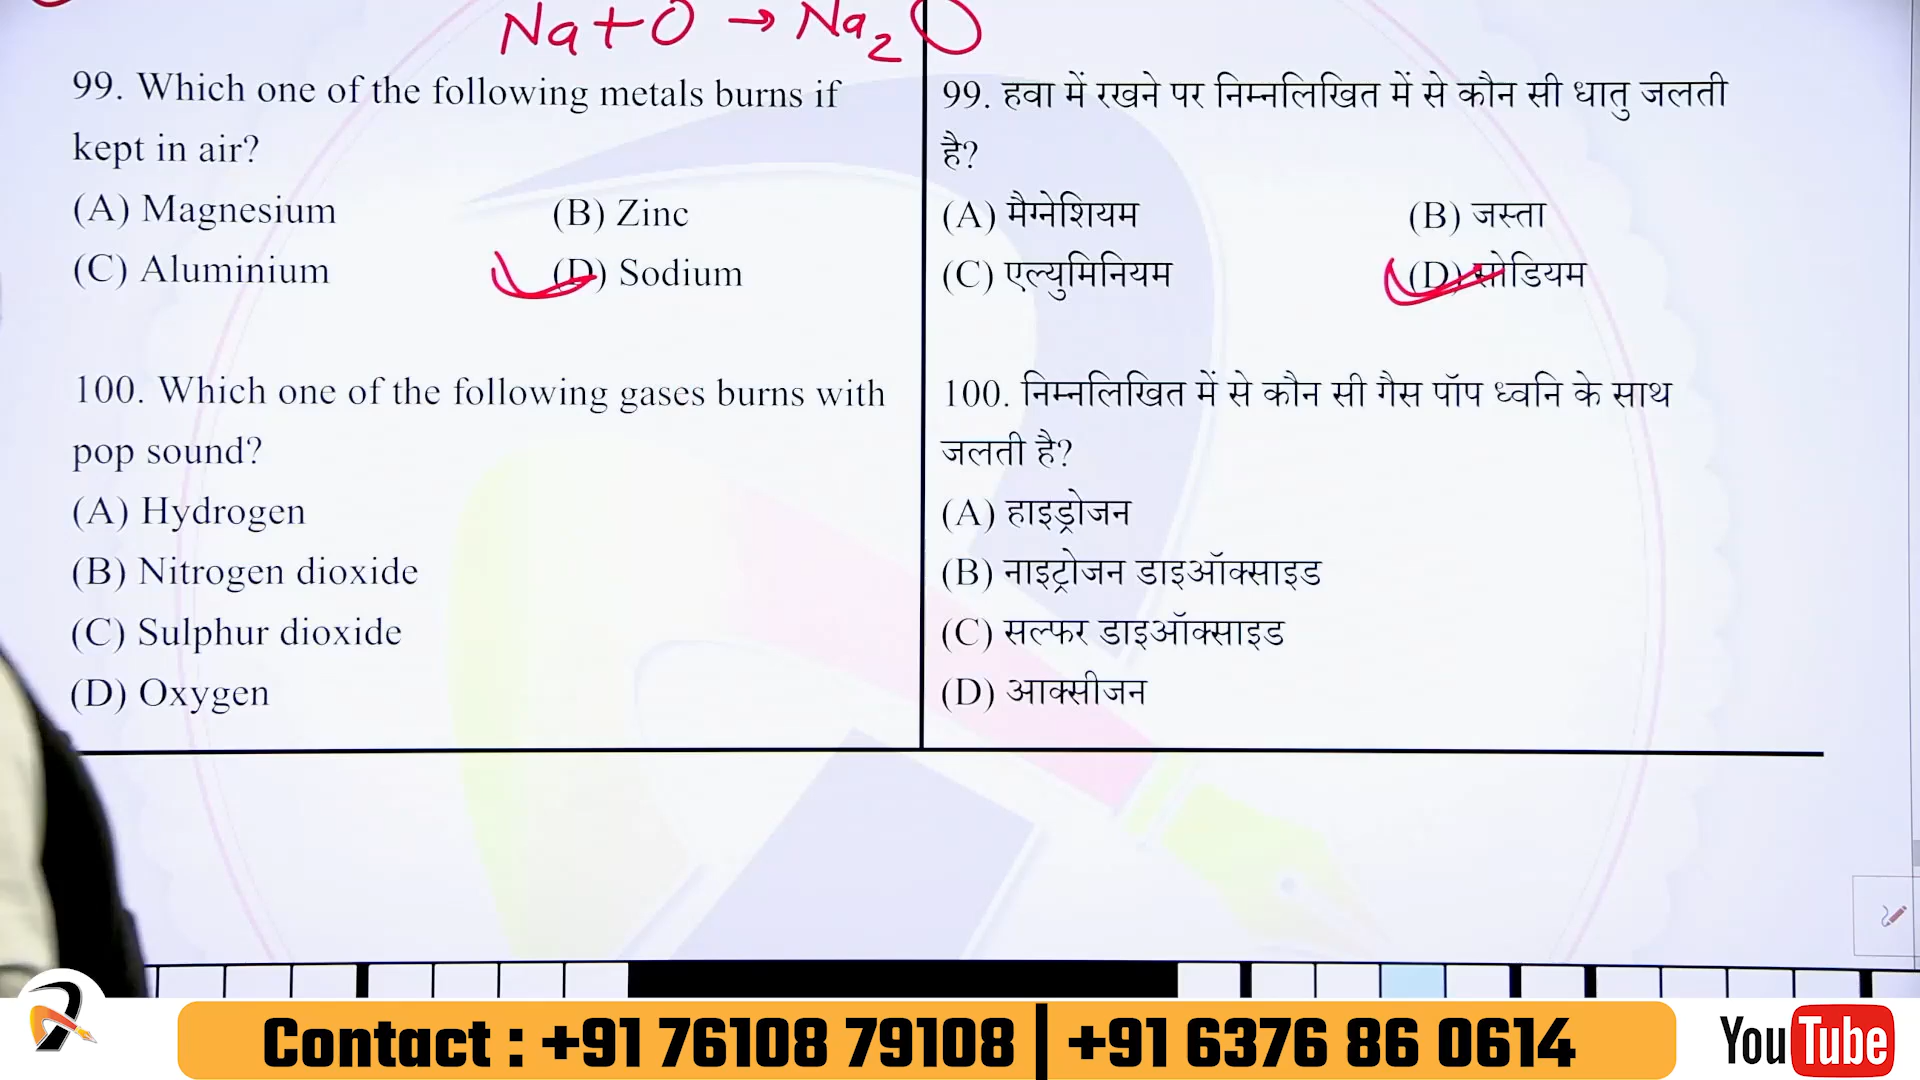 Na+O → Na₂O
99. Which one of the following metals burns if
kept in air?
(A) Magnesium (B) Zinc
(C) Aluminium (D) Sodium
100. Which one of the following gases burns with
pop sound?
(A) Hydrogen
(B) Nitrogen dioxide
(C) Sulphur dioxide
(D) Oxygen
99. हवा में रखने पर निम्नलिखित में से कौन सी धातु जलती
है?
(A) मैग्नेशियम (B) जस्ता
(C) एल्युमिनियम (D) सोडियम
100. निम्नलिखित में से कौन सी गैस पॉप ध्वनि के साथ
जलती है?
(A) हाइड्रोजन
(B) नाइट्रोजन डाइऑक्साइड
(C) सल्फर डाइऑक्साइड
(D) आक्सीजन
Contact : +91 76108 79108 | +91 6376 86 0614
YouTube